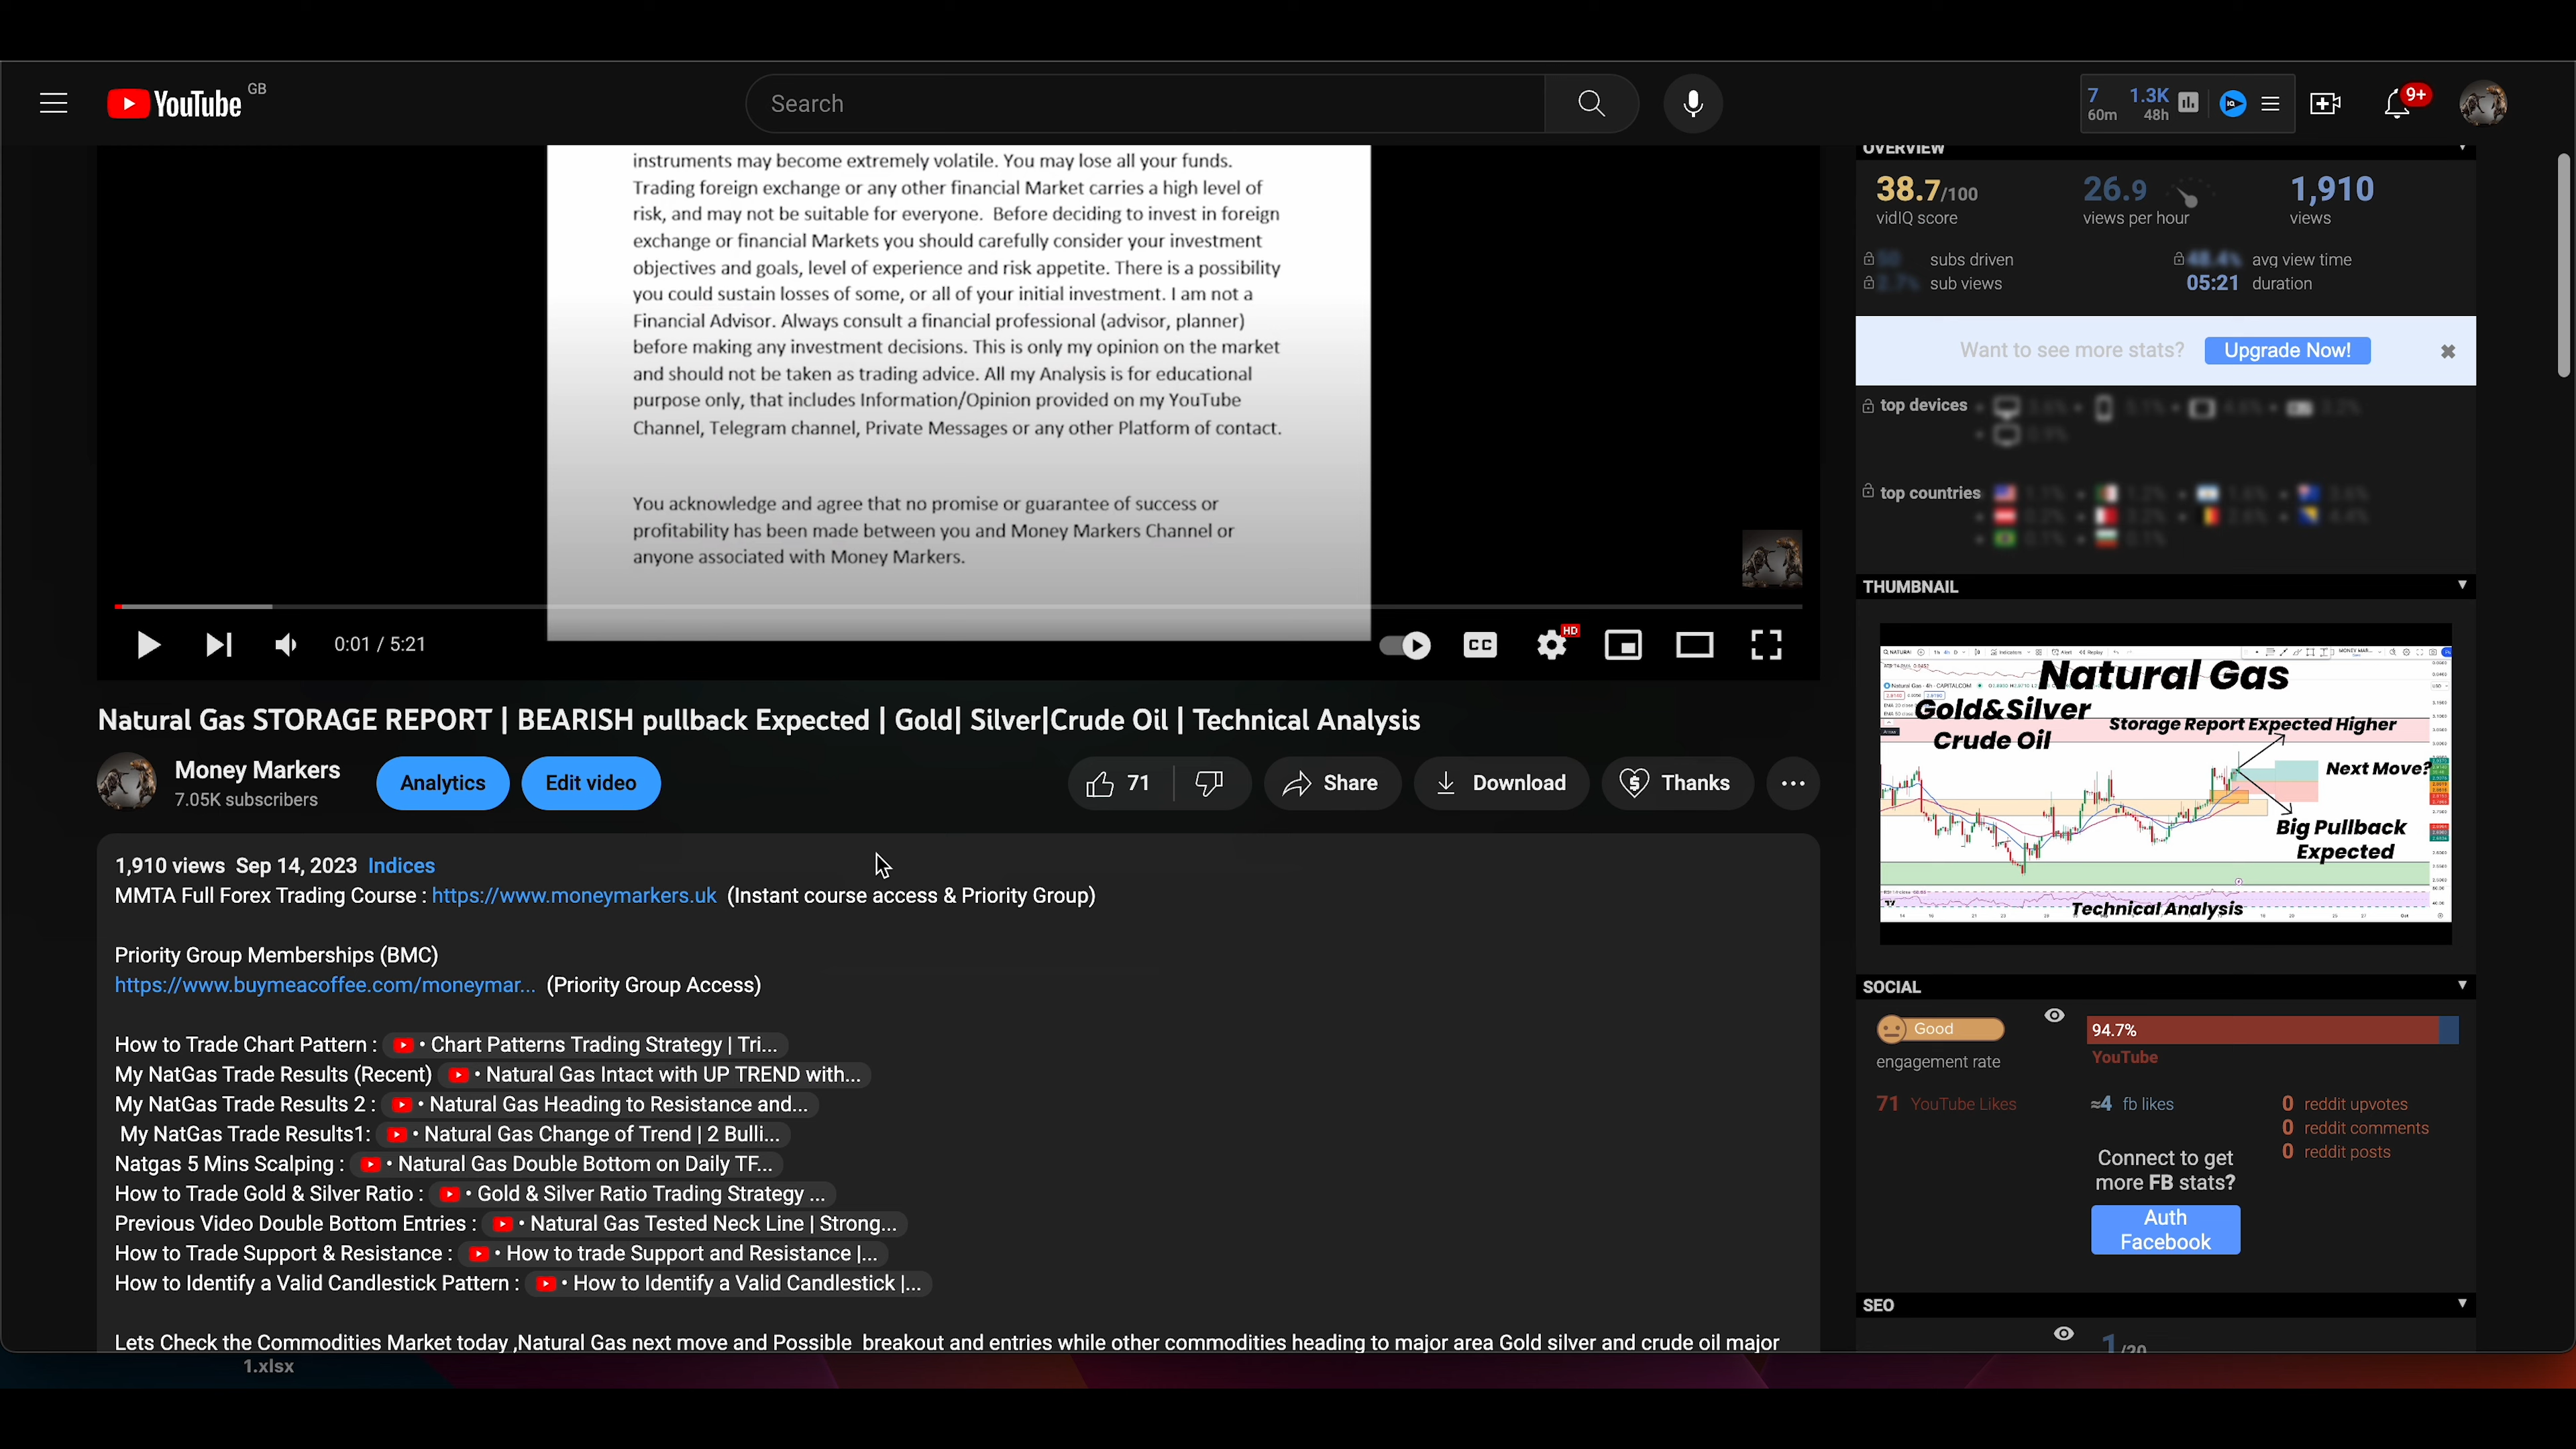 YouTube GB
Search
7 1.3K
60m 48h
9+
instruments may become extremely volatile. You may lose all your funds.
Trading foreign exchange or any other financial Market carries a high level of
risk, and may not be suitable for everyone. Before deciding to invest in foreign
exchange or financial Markets you should carefully consider your investment
objectives and goals, level of experience and risk appetite. There is a possibility
you could sustain losses of some, or all of your initial investment. I am not a
Financial Advisor. Always consult a financial professional (advisor, planner)
before making any investment decisions. This is only my opinion on the market
and should not be taken as trading advice. All my Analysis is for educational
purpose only, that includes Information/Opinion provided on my YouTube
Channel, Telegram channel, Private Messages or any other Platform of contact.
You acknowledge and agree that no promise or guarantee of success or
profitability has been made between you and Money Markers Channel or
anyone associated with Money Markers.
0:01 / 5:21
CC
HD
Natural Gas STORAGE REPORT | BEARISH pullback Expected | Gold| Silver|Crude Oil | Technical Analysis
Money Markers
7.05K subscribers
Analytics
Edit video
71
Share
Download
Thanks
1,910 views Sep 14, 2023 Indices
MMTA Full Forex Trading Course : https://www.moneymarkers.uk (Instant course access & Priority Group)
Priority Group Memberships (BMC)
https://www.buymeacoffee.com/moneymar... (Priority Group Access)
How to Trade Chart Pattern : • Chart Patterns Trading Strategy | Tri...
My NatGas Trade Results (Recent) • Natural Gas Intact with UP TREND with...
My NatGas Trade Results 2 : • Natural Gas Heading to Resistance and...
My NatGas Trade Results1: • Natural Gas Change of Trend | 2 Bulli...
Natgas 5 Mins Scalping : • Natural Gas Double Bottom on Daily TF...
How to Trade Gold & Silver Ratio : • Gold & Silver Ratio Trading Strategy ...
Previous Video Double Bottom Entries : • Natural Gas Tested Neck Line | Strong...
How to Trade Support & Resistance : • How to trade Support and Resistance |...
How to Identify a Valid Candlestick Pattern : • How to Identify a Valid Candlestick |...
Lets Check the Commodities Market today ,Natural Gas next move and Possible breakout and entries while other commodities heading to major area Gold silver and crude oil major
1.xlsx
OVERVIEW
38.7/100 26.9 1,910
vidIQ score views per hour views
subs driven avg view time
sub views 05:21 duration
Want to see more stats? Upgrade Now!
top devices
top countries
THUMBNAIL
Natural Gas
Gold&Silver
Storage Report Expected Higher
Crude Oil
Next Move?
Big Pullback
Expected
Technical Analysis
SOCIAL
Good 94.7%
engagement rate YouTube
71 YouTube Likes ≈4 fb likes 0 reddit upvotes
0 reddit comments
0 reddit posts
Connect to get
more FB stats?
Auth
Facebook
SEO
1/20